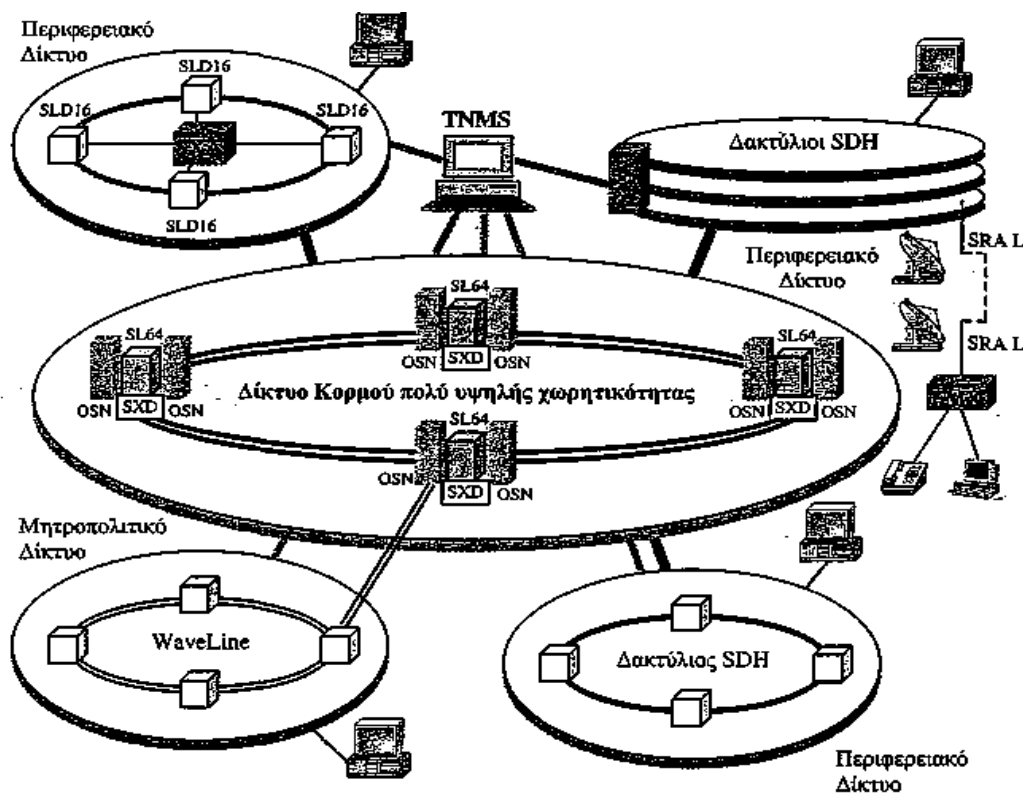 Περιφερειακό
Δίκτυο
SLD16
SLD16
SLD16
SLD16
TNMS
Δακτύλιοι SDH
Περιφερειακό
Δίκτυο
SRA L
SRA L
SL64
OSN
SXD
OSN
SL64
OSN
SXD
OSN
SL64
OSN
SXD
OSN
Δίκτυο Κορμού πολύ υψηλής χωρητικότητας
SL64
OSN
SXD
OSN
Μητροπολιτικό
Δίκτυο
WaveLine
Δακτύλιος SDH
Περιφερειακό
Δίκτυο